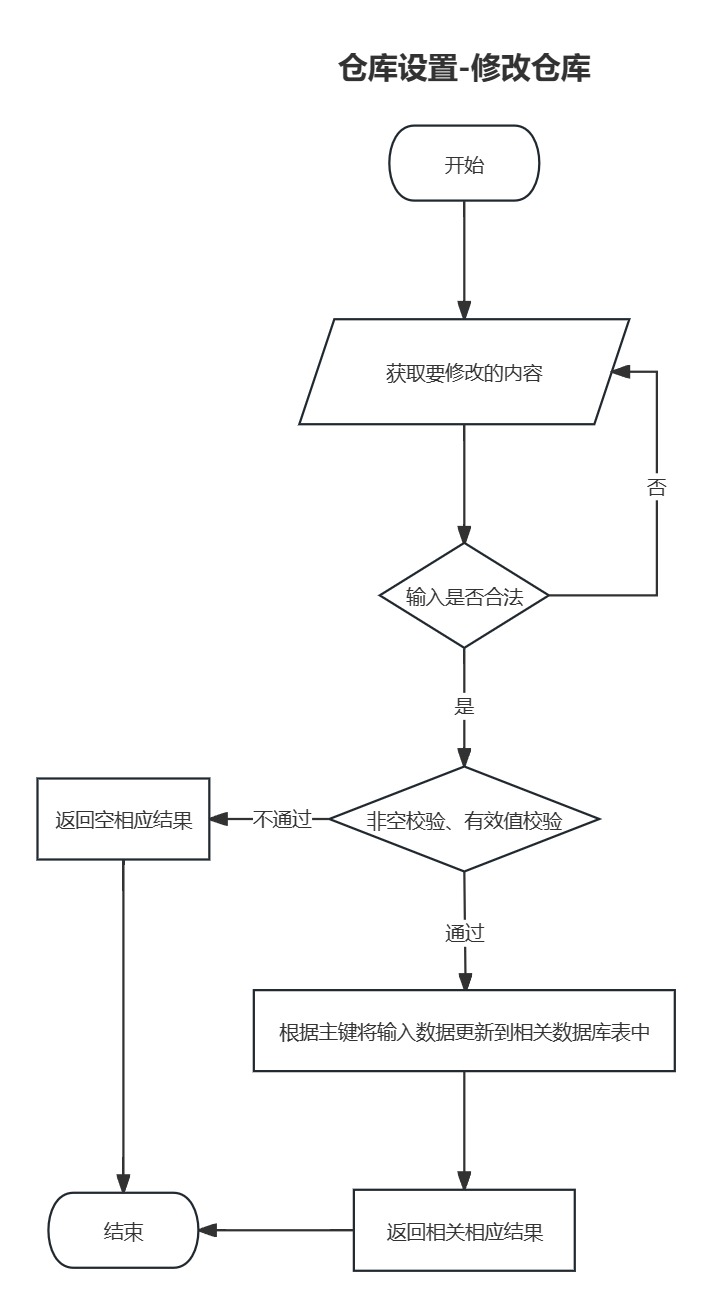 仓库设置-修改仓库
开始
获取要修改的内容
否
输入是否合法
是
返回空相应结果
不通过
非空校验、有效值校验
通过
根据主键将输入数据更新到相关数据库表中
结束
返回相关相应结果